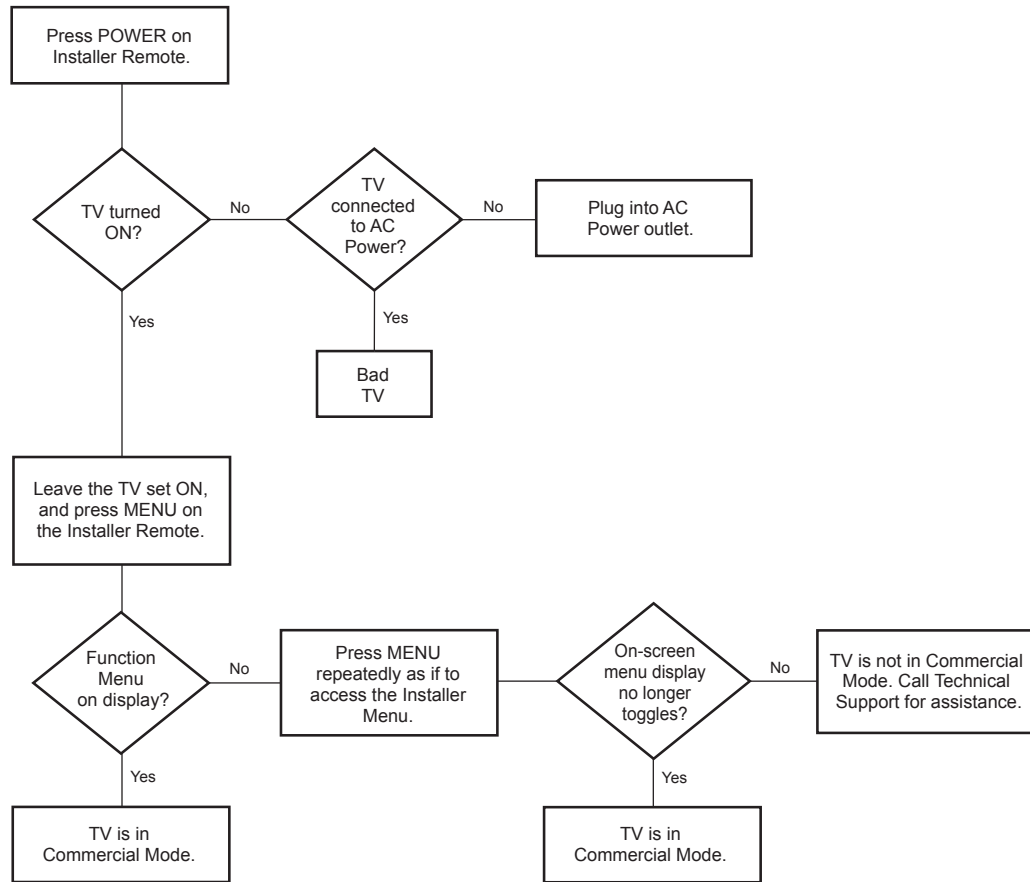 Press POWER on
Installer Remote.
TV turned
ON?
No
TV
connected
to AC
Power?
No
Plug into AC
Power outlet.
Yes
Yes
Bad
TV
Leave the TV set ON,
and press MENU on
the Installer Remote.
Function
Menu
on display?
No
Press MENU
repeatedly as if to
access the Installer
Menu.
On-screen
menu display
no longer
toggles?
No
TV is not in Commercial
Mode. Call Technical
Support for assistance.
Yes
Yes
TV is in
Commercial Mode.
TV is in
Commercial Mode.